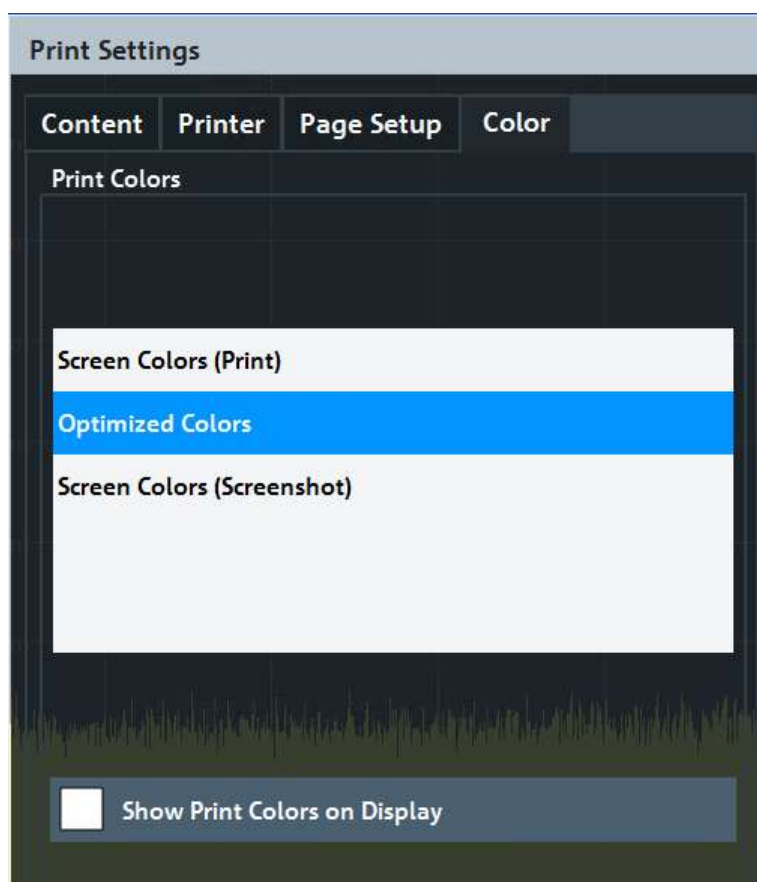 Print Settings
Content Printer Page Setup Color
Print Colors
Screen Colors (Print)
Optimized Colors
Screen Colors (Screenshot)
Show Print Colors on Display